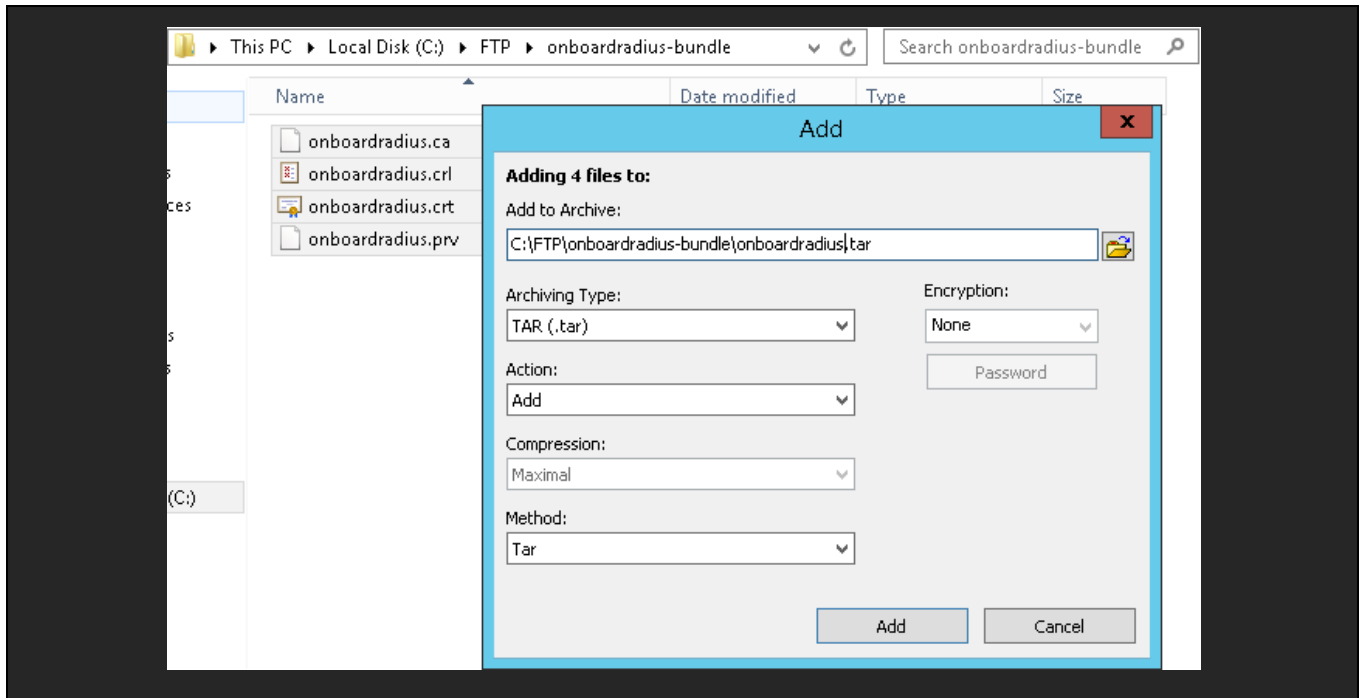 This PC Local Disk (C:) FTP onboardradius-bundle
Search onboardradius-bundle
Name Date modified Type Size
onboardradius.ca
onboardradius.crl
ces
onboardradius.crt
onboardradius.prv
s
s
s
(C:)
Add
x
Adding 4 files to:
Add to Archive:
C:\FTP\onboardradius-bundle\onboardradius.tar
Archiving Type:
Encryption:
TAR (.tar)
None
Action:
Password
Add
Compression:
Maximal
Method:
Tar
Add
Cancel